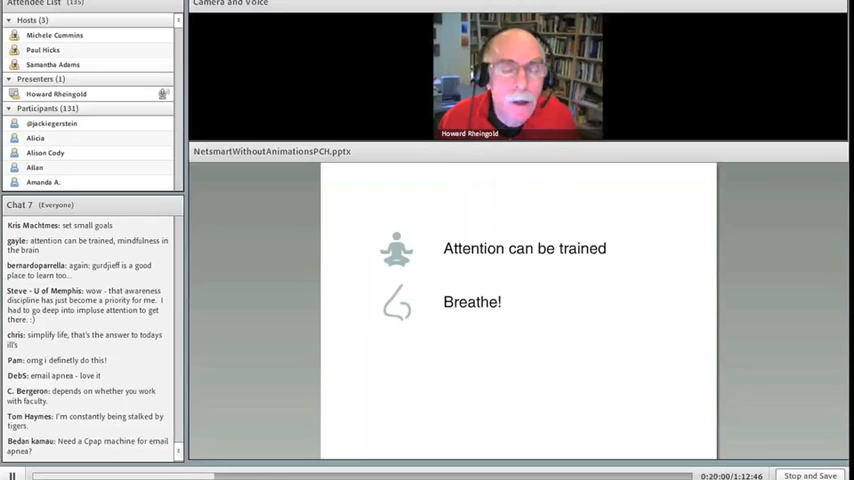 Attendee List (135)
Hosts (3)
Michele Cummins
Paul Hicks
Samantha Adams
Presenters (1)
Howard Rheingold
Participants (131)
@jackiegerstein
Alicia
Alison Cody
Allan
Amanda A.
Chat 7 (Everyone)
Kris Machtmes: set small goals
gayle: attention can be trained, mindfulness in
the brain
bernardoparrella: again: gurdjieff is a good
place to learn too...
Steve - U of Memphis: wow - that awareness
discipline has just become a priority for me. I
had to go deep into impluse attention to get
there. :)
chris: simplify life, that's the answer to todays
ill's
Pam: omg i definetly do this!
DebS: email apnea - love it
C. Bergeron: depends on whether you work
with faculty.
Tom Haymes: I'm constantly being stalked by
tigers.
Bedan kamau: Need a Cpap machine for email
apnea?
Camera and Voice
Howard Rheingold
NetsmartWithoutAnimationsPCH.pptx
Attention can be trained
Breathe!
0:20:00/1:12:46
Stop and Save